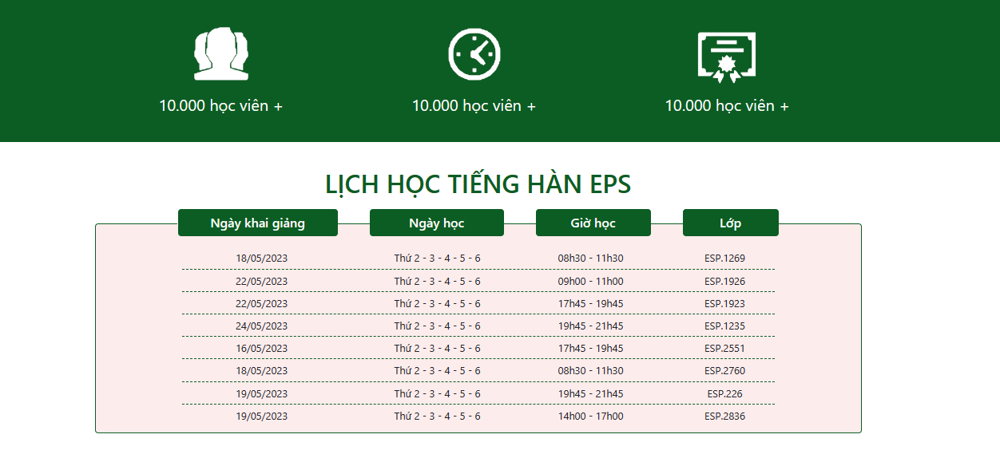 10.000 học viên + 10.000 học viên + 10.000 học viên +
LỊCH HỌC TIẾNG HÀN EPS
Ngày khai giảng Ngày học Giờ học Lớp
18/05/2023 Thứ 2 - 3 - 4 - 5 - 6 08h30 - 11h30 ESP.1269
22/05/2023 Thứ 2 - 3 - 4 - 5 - 6 09h00 - 11h00 ESP.1926
22/05/2023 Thứ 2 - 3 - 4 - 5 - 6 17h45 - 19h45 ESP.1923
24/05/2023 Thứ 2 - 3 - 4 - 5 - 6 19h45 - 21h45 ESP.1235
16/05/2023 Thứ 2 - 3 - 4 - 5 - 6 17h45 - 19h45 ESP.2551
18/05/2023 Thứ 2 - 3 - 4 - 5 - 6 08h30 - 11h30 ESP.2760
19/05/2023 Thứ 2 - 3 - 4 - 5 - 6 19h45 - 21h45 ESP.226
19/05/2023 Thứ 2 - 3 - 4 - 5 - 6 14h00 - 17h00 ESP.2836